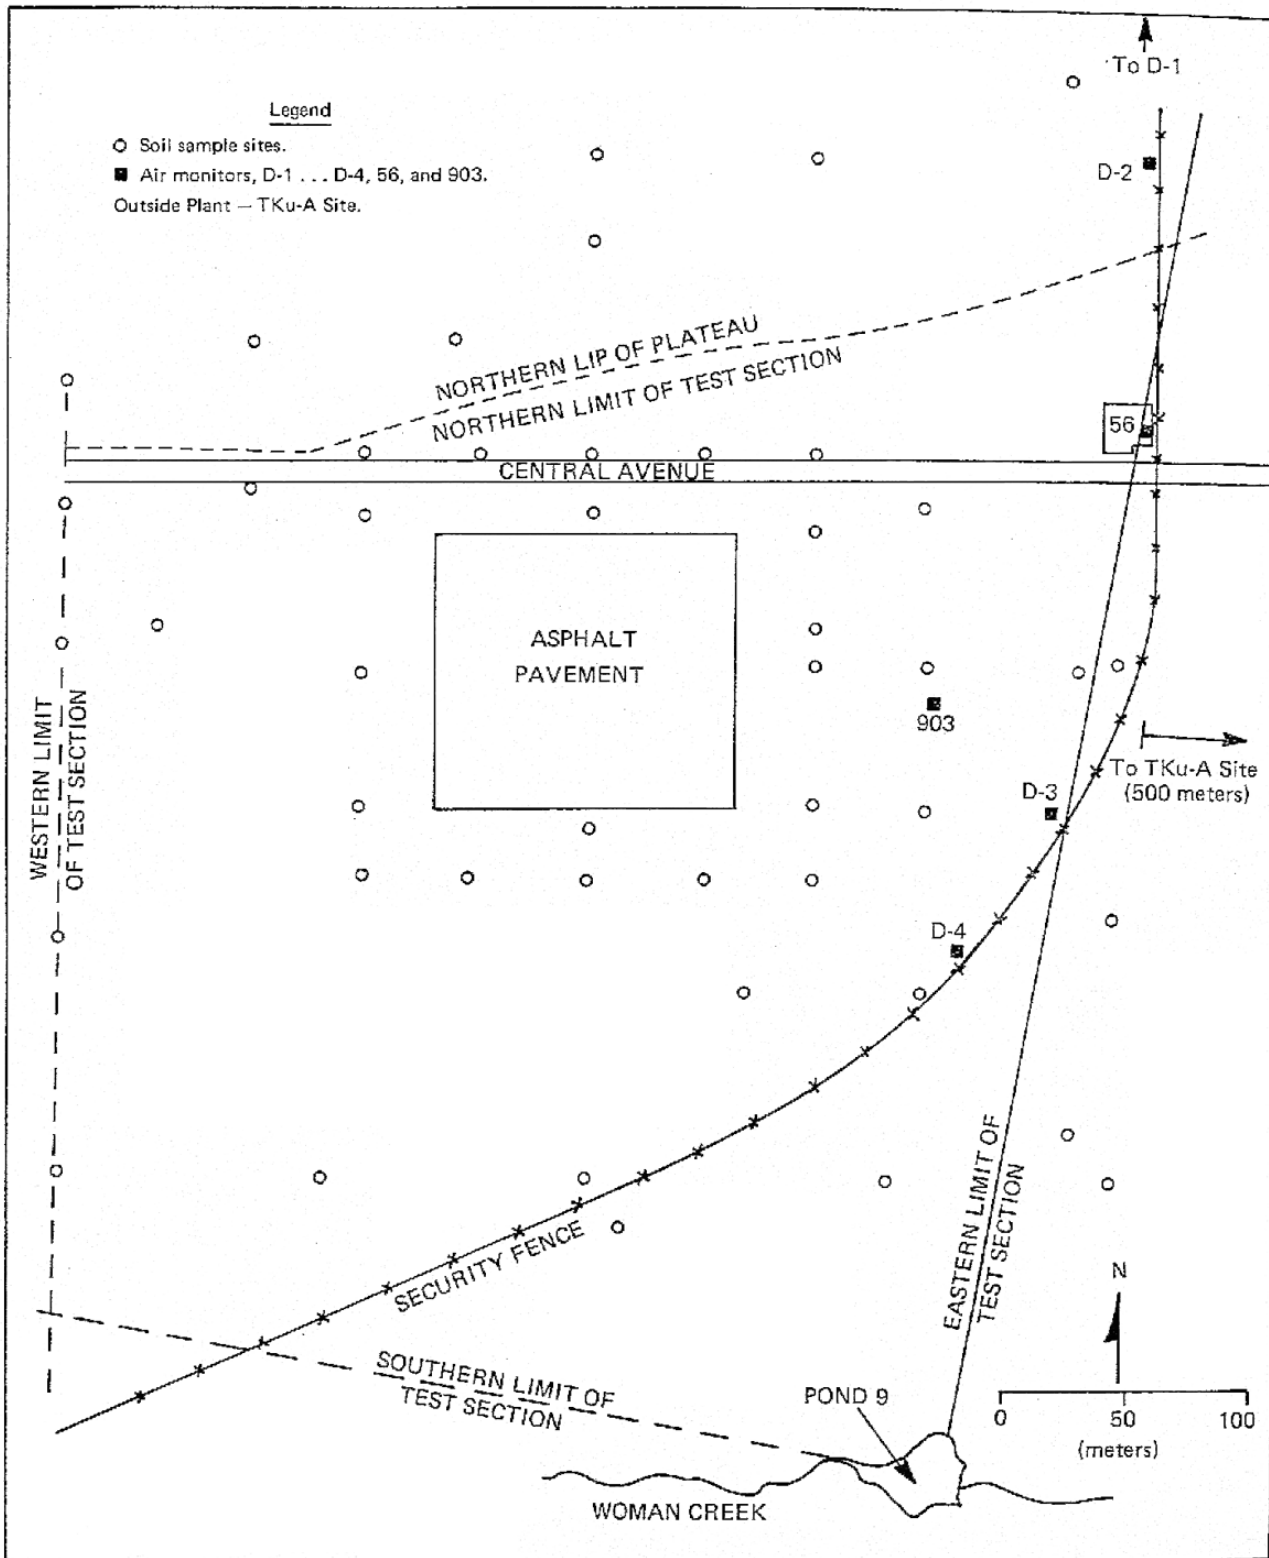 To D-1
Legend
Soil sample sites.
Air monitors, D-1 ... D-4, 56, and 903.
Outside Plant — TKu-A Site.
D-2
NORTHERN LIP OF PLATEAU
NORTHERN LIMIT OF TEST SECTION
56
CENTRAL AVENUE
ASPHALT
PAVEMENT
903
WESTERN LIMIT
OF TEST SECTION
To TKu-A Site
(500 meters)
D-3
D-4
SECURITY FENCE
EASTERN LIMIT OF
TEST SECTION
N
SOUTHERN LIMIT OF
TEST SECTION
POND 9
0 50 100
(meters)
WOMAN CREEK